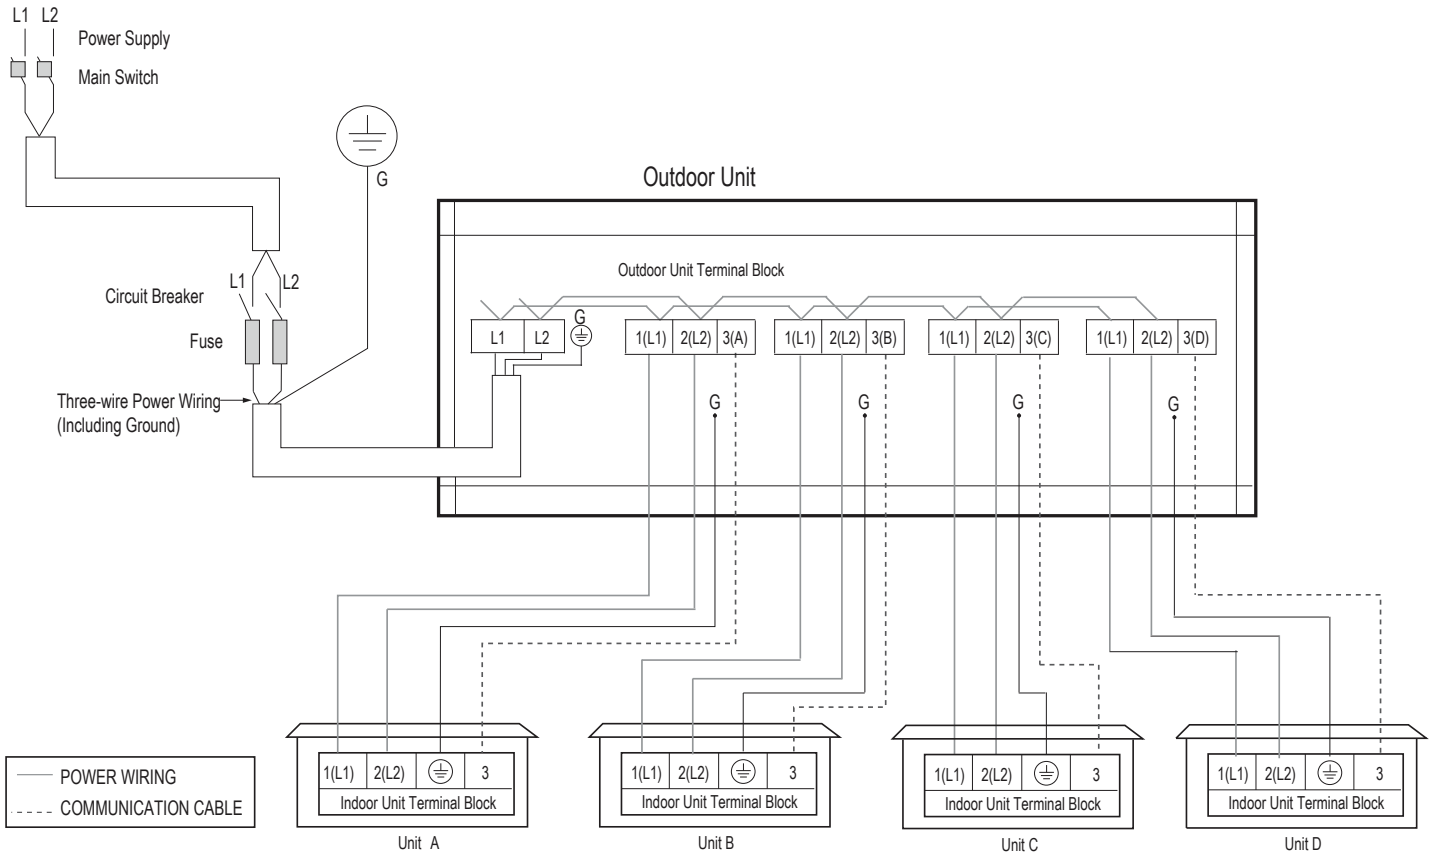 L1 L2
Power Supply
Main Switch
G
Outdoor Unit
Outdoor Unit Terminal Block
L1 L2
Circuit Breaker
Fuse
Three-wire Power Wiring
(Including Ground)
L1 L2 G
1(L1) 2(L2) 3(A)
1(L1) 2(L2) 3(B)
1(L1) 2(L2) 3(C)
1(L1) 2(L2) 3(D)
G G G G
1(L1) 2(L2) 3
Indoor Unit Terminal Block
Unit A
1(L1) 2(L2) 3
Indoor Unit Terminal Block
Unit B
1(L1) 2(L2) 3
Indoor Unit Terminal Block
Unit C
1(L1) 2(L2) 3
Indoor Unit Terminal Block
Unit D
POWER WIRING
COMMUNICATION CABLE